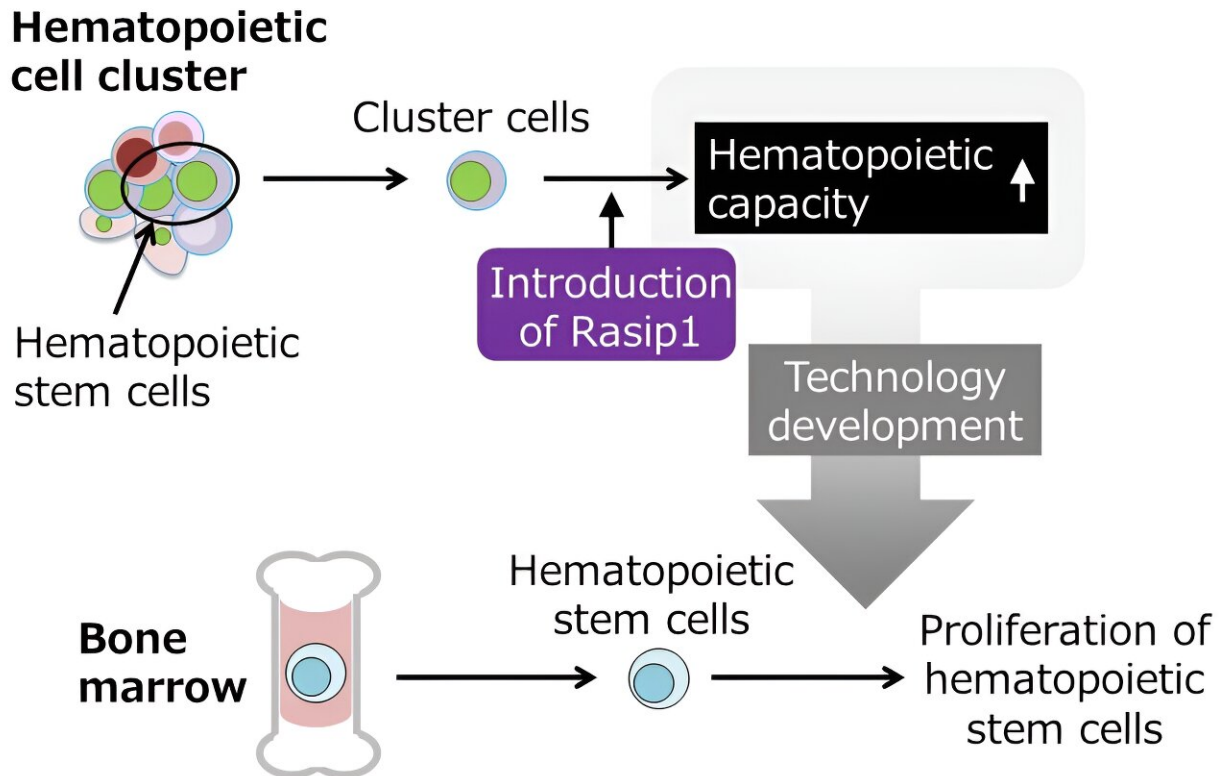 Hematopoietic
cell cluster
Cluster cells
Hematopoietic
capacity
Introduction
of Rasip1
Hematopoietic
stem cells
Technology
development
Hematopoietic
stem cells
Bone
marrow
Proliferation of
hematopoietic
stem cells